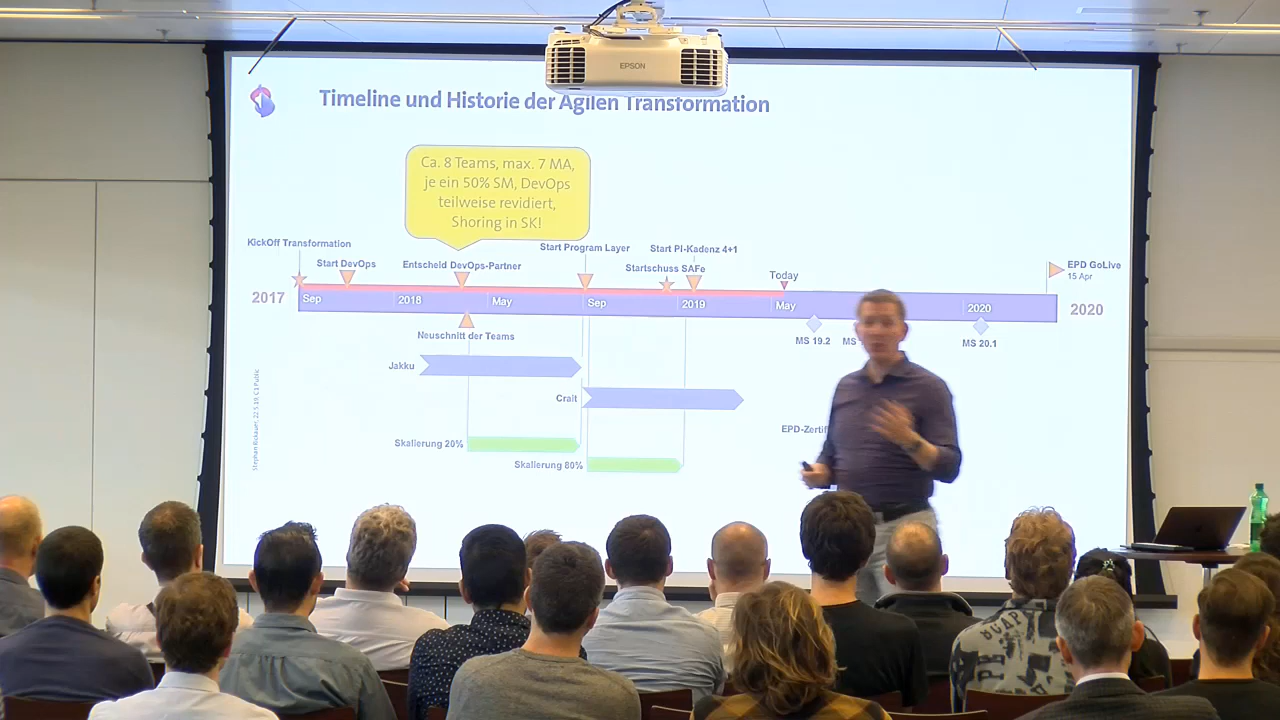 EPSON
Timeline und Historie der Agilen Transformation
Ca. 8 Teams, max. 7 MA,
je ein 50% SM, DevOps
teilweise revidiert,
Shoring in SK!
KickOff Transformation
Start DevOps
Entscheid DevOps-Partner
Start Program Layer
Startschuss SAFe
Start PI-Kadenz 4+1
Today
EPD GoLive
15 Apr
2017
Sep
2018
May
Sep
2019
May
2020
2020
Neuschnitt der Teams
MS 19.2
MS
MS 20.1
Jakku
Crait
EPD-Zertif
Skalierung 20%
Skalierung 80%